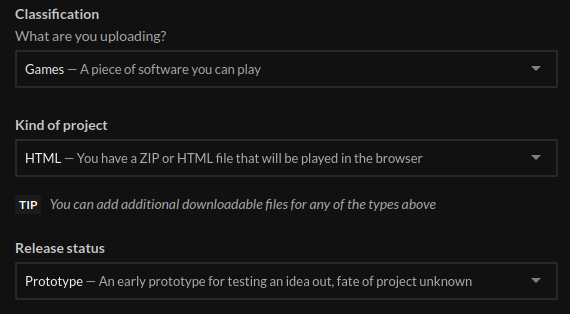 Classification
What are you uploading?
Games — A piece of software you can play
Kind of project
HTML — You have a ZIP or HTML file that will be played in the browser
TIP You can add additional downloadable files for any of the types above
Release status
Prototype — An early prototype for testing an idea out, fate of project unknown